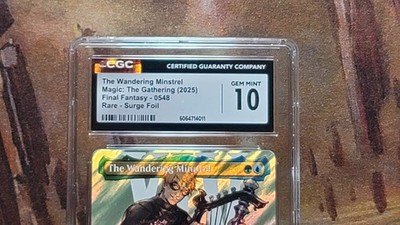 CGC
CERTIFIED GUARANTY COMPANY
The Wandering Minstrel
Magic: The Gathering (2025)
Final Fantasy - 0548
Rare - Surge Foil
GEM MINT
10
5064714011
The Wandering Minstrel